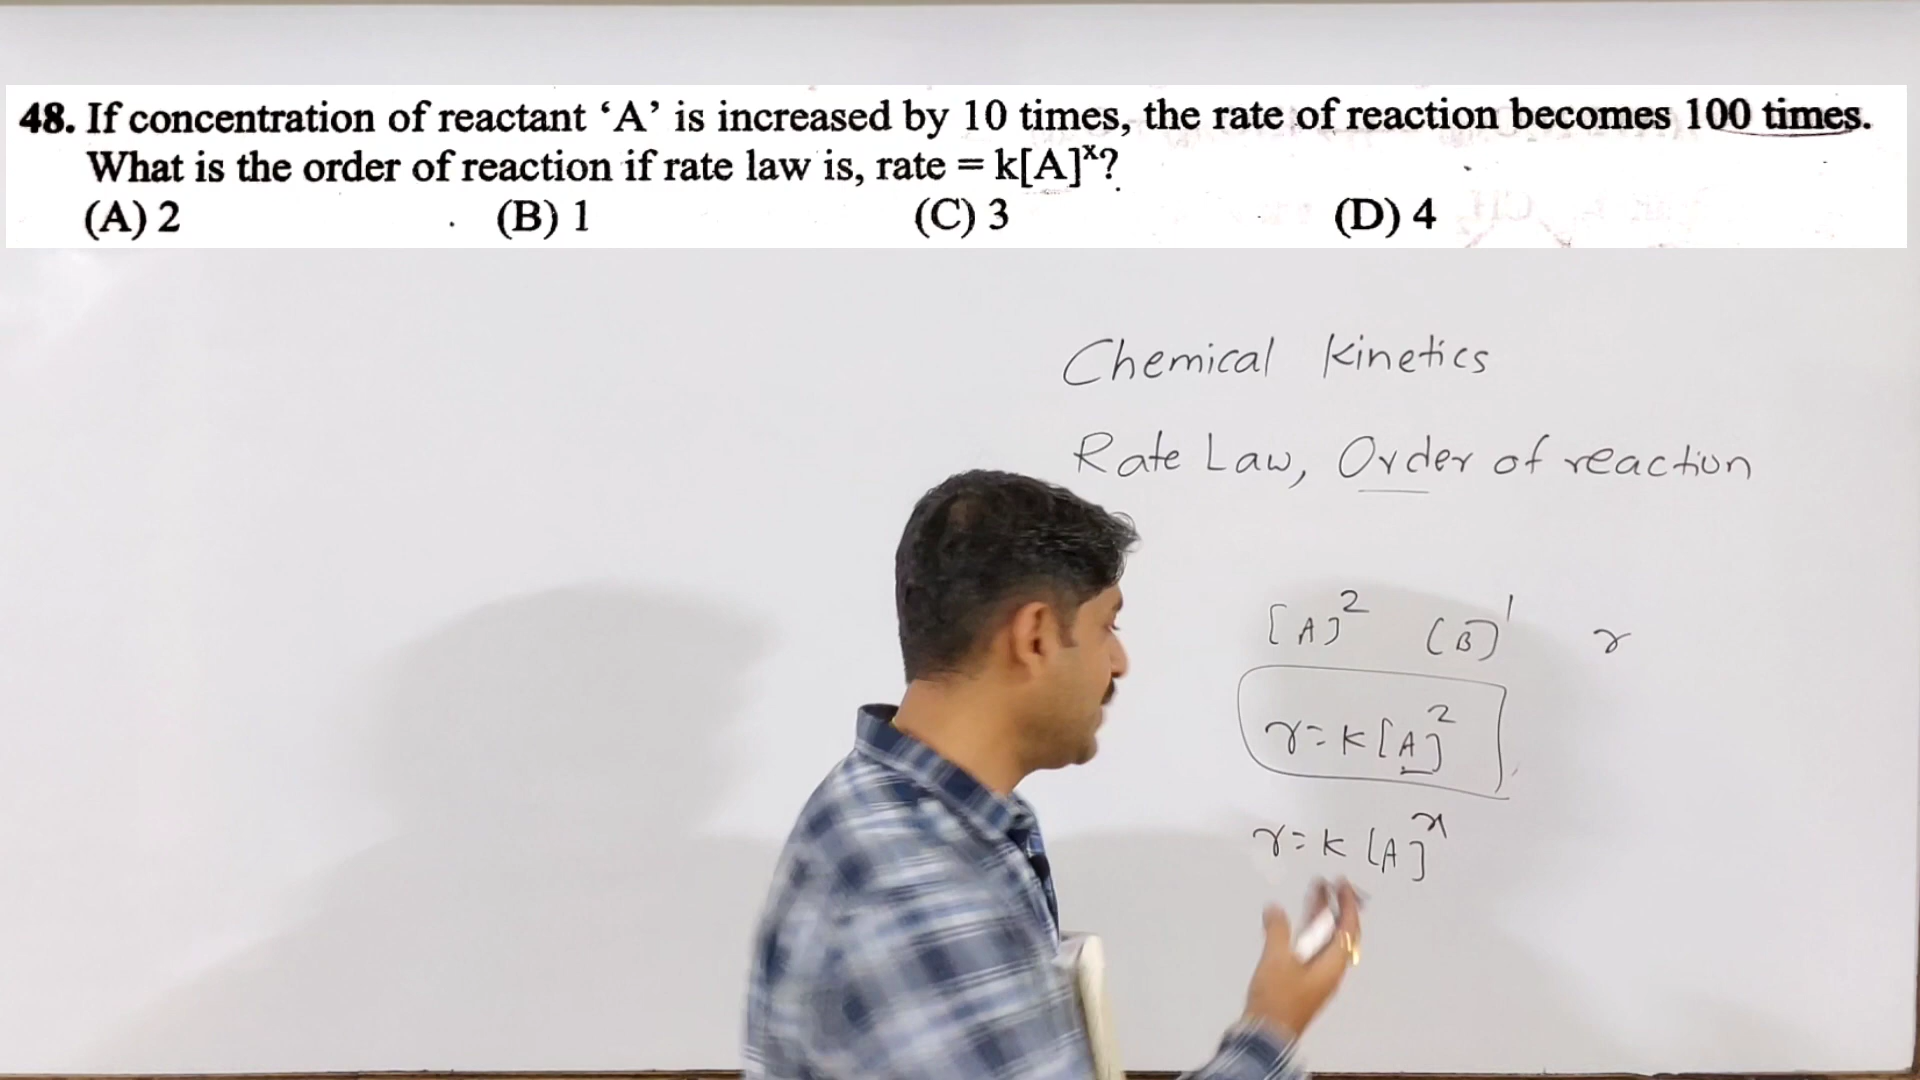 48. If concentration of reactant ‘A’ is increased by 10 times, the rate of reaction becomes 100 times.
What is the order of reaction if rate law is, rate = k[A]ˣ?
(A) 2 (B) 1 (C) 3 (D) 4
Chemical Kinetics
Rate Law, Order of reaction
[A]² [B]¹ r
r=K[A]²
r=K[A]ˣ